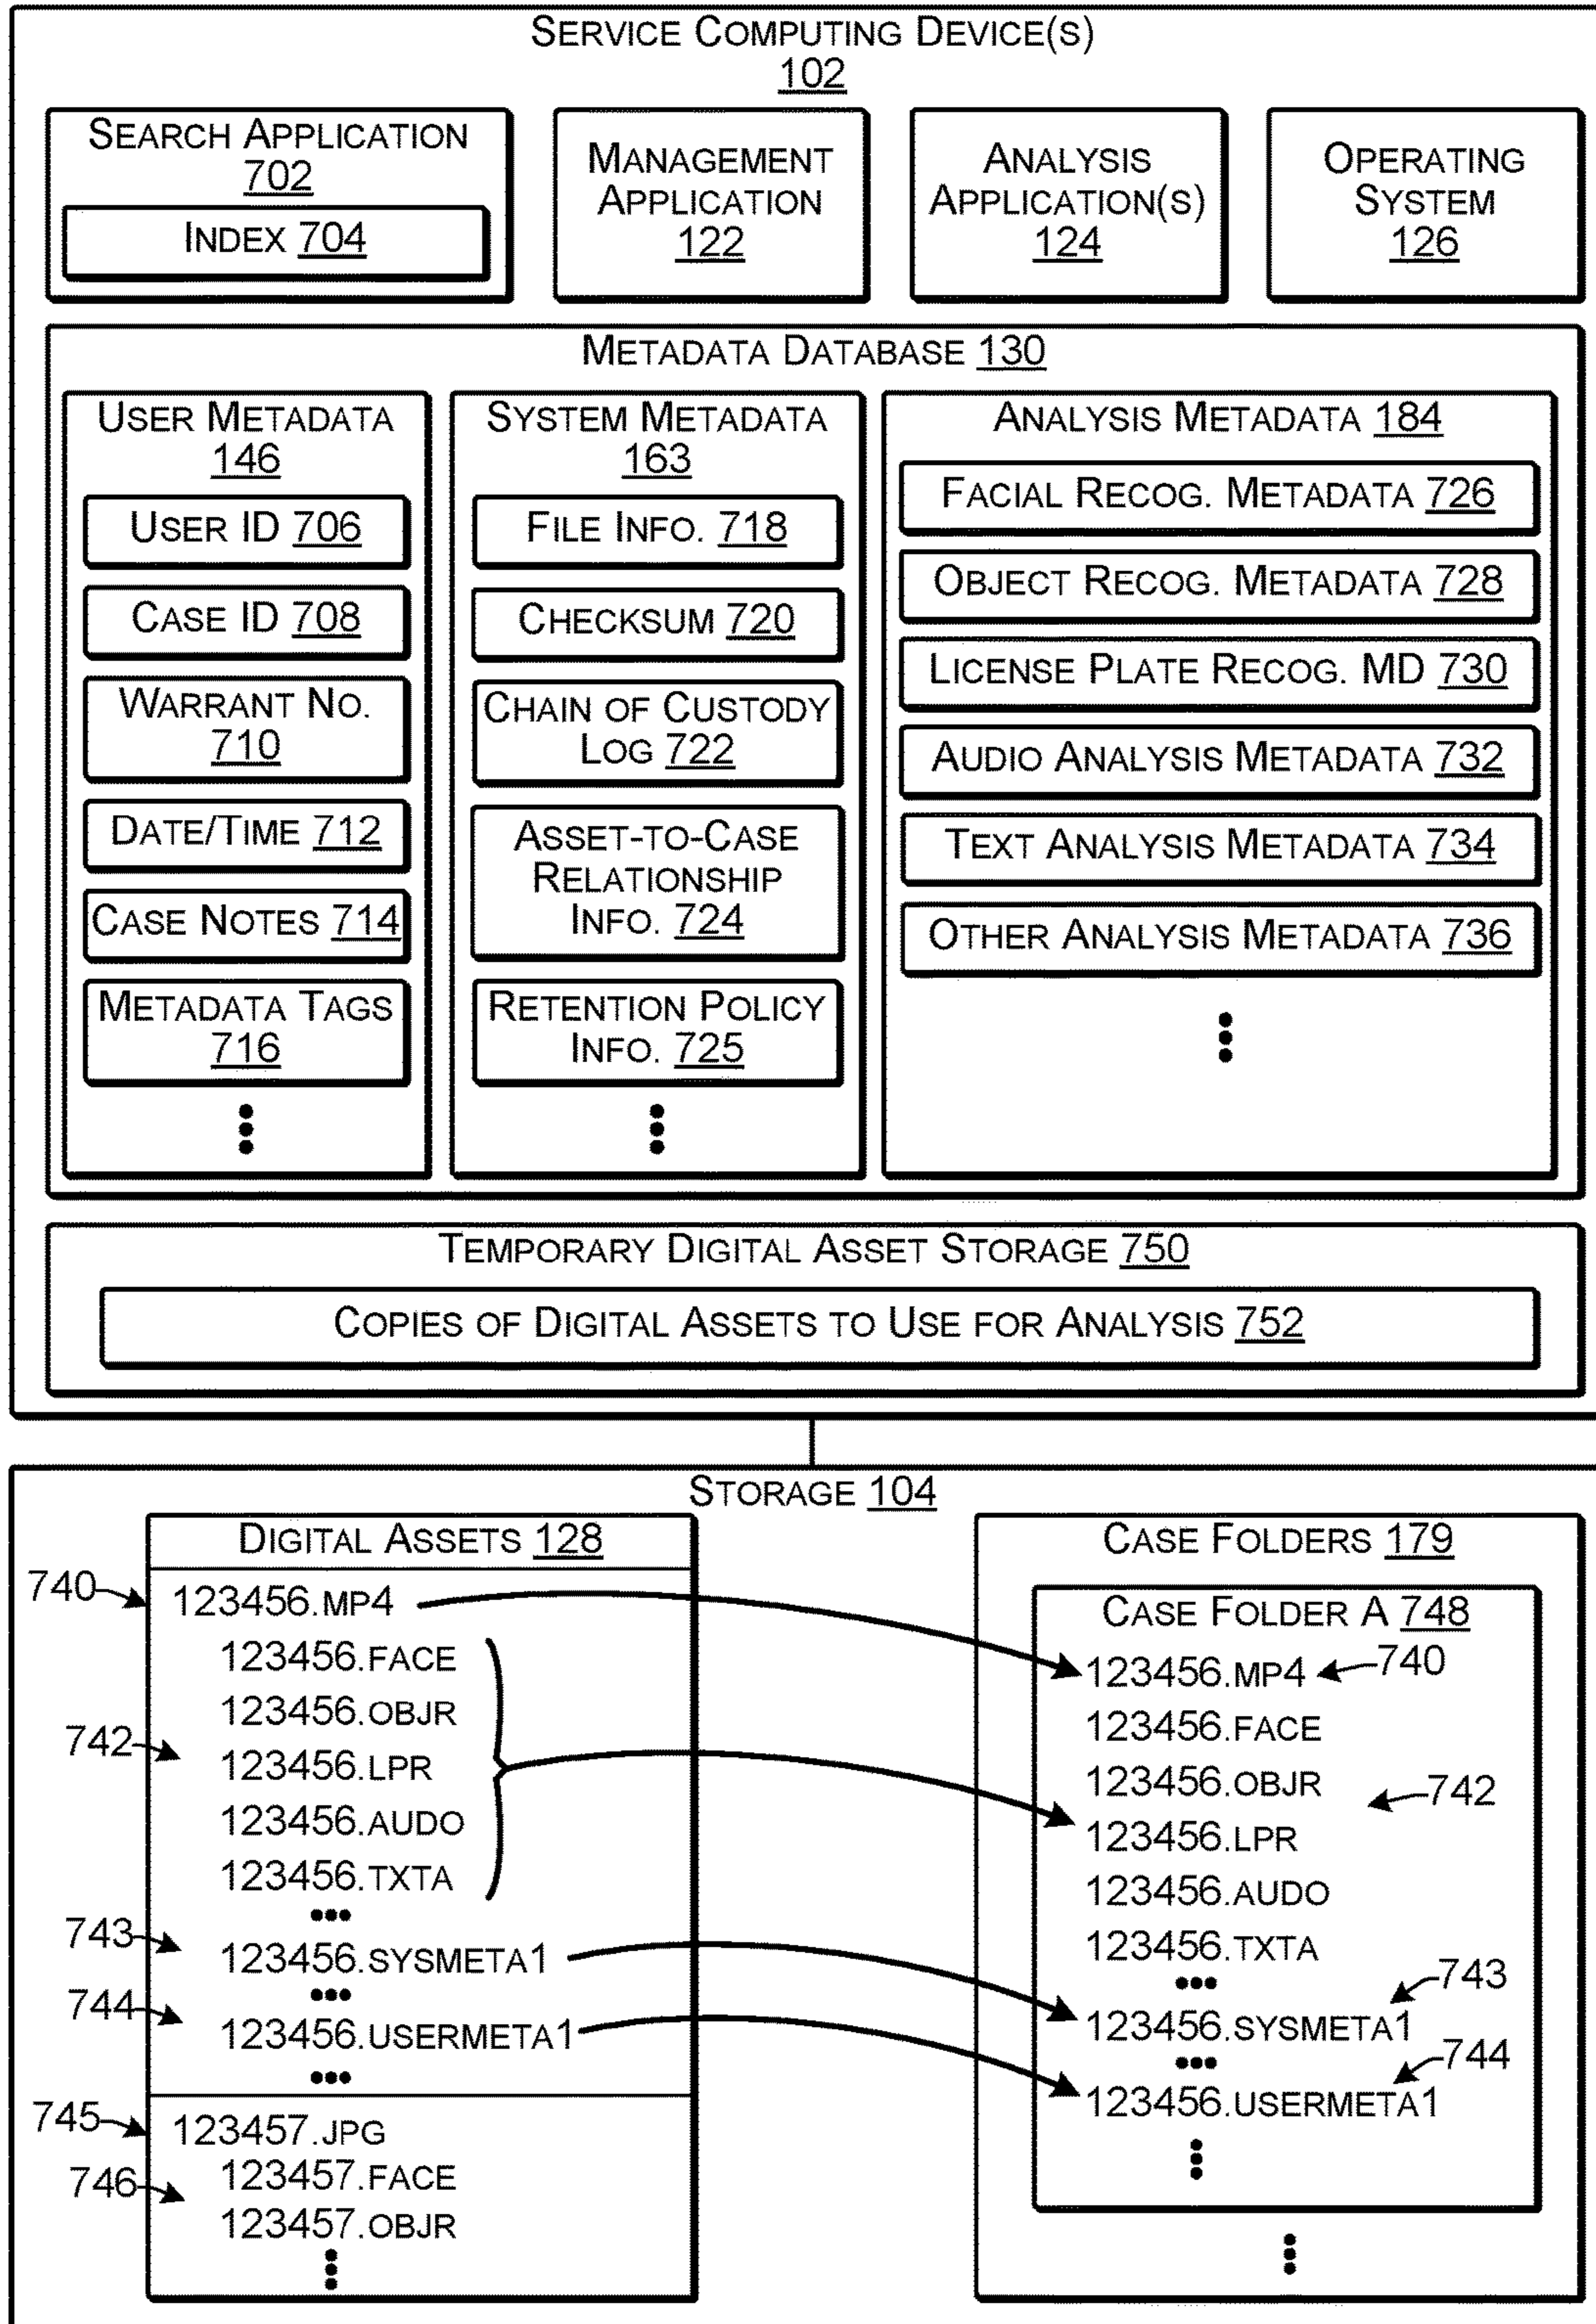 SERVICE COMPUTING DEVICE(S)
102
SEARCH APPLICATION
702
INDEX 704
MANAGEMENT
APPLICATION
122
ANALYSIS
APPLICATION(S)
124
OPERATING
SYSTEM
126
METADATA DATABASE 130
USER METADATA
146
USER ID 706
CASE ID 708
WARRANT NO.
710
DATE/TIME 712
CASE NOTES 714
METADATA TAGS
716
SYSTEM METADATA
163
FILE INFO. 718
CHECKSUM 720
CHAIN OF CUSTODY
LOG 722
ASSET-TO-CASE
RELATIONSHIP
INFO. 724
RETENTION POLICY
INFO. 725
ANALYSIS METADATA 184
FACIAL RECOG. METADATA 726
OBJECT RECOG. METADATA 728
LICENSE PLATE RECOG. MD 730
AUDIO ANALYSIS METADATA 732
TEXT ANALYSIS METADATA 734
OTHER ANALYSIS METADATA 736
TEMPORARY DIGITAL ASSET STORAGE 750
COPIES OF DIGITAL ASSETS TO USE FOR ANALYSIS 752
STORAGE 104
DIGITAL ASSETS 128
740
123456.MP4
123456.FACE
123456.OBJR
742
123456.LPR
123456.AUDO
123456.TXTA
743
123456.SYSMETA1
744
123456.USERMETA1
745
123457.JPG
746
123457.FACE
123457.OBJR
CASE FOLDERS 179
CASE FOLDER A 748
123456.MP4 740
123456.FACE
123456.OBJR
742
123456.LPR
123456.AUDO
123456.TXTA
743
123456.SYSMETA1
744
123456.USERMETA1